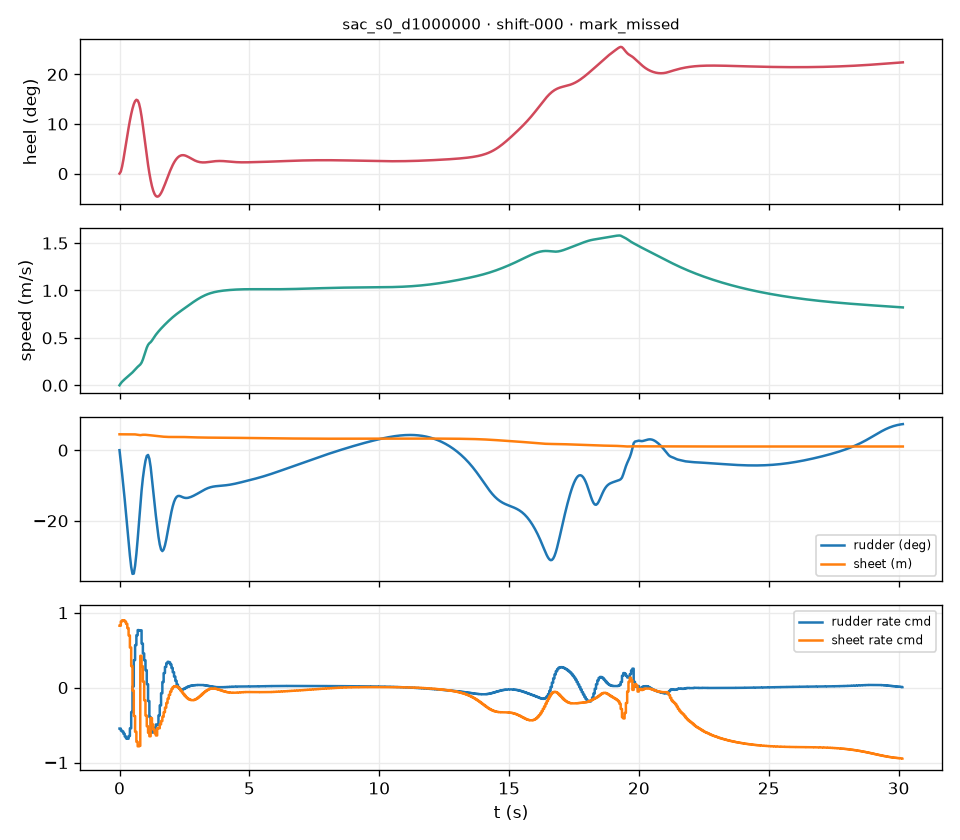 sac_s0_d1000000 · shift-000 · mark_missed
heel (deg)
20
10
0
speed (m/s)
1.5
1.0
0.5
0.0
0
−20
rudder (deg)
sheet (m)
1
0
−1
rudder rate cmd
sheet rate cmd
0 5 10 15 20 25 30
t (s)